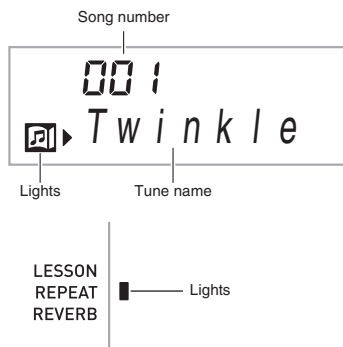 Song number
001
Twinkle
Lights
Tune name
LESSON
REPEAT
Lights
REVERB